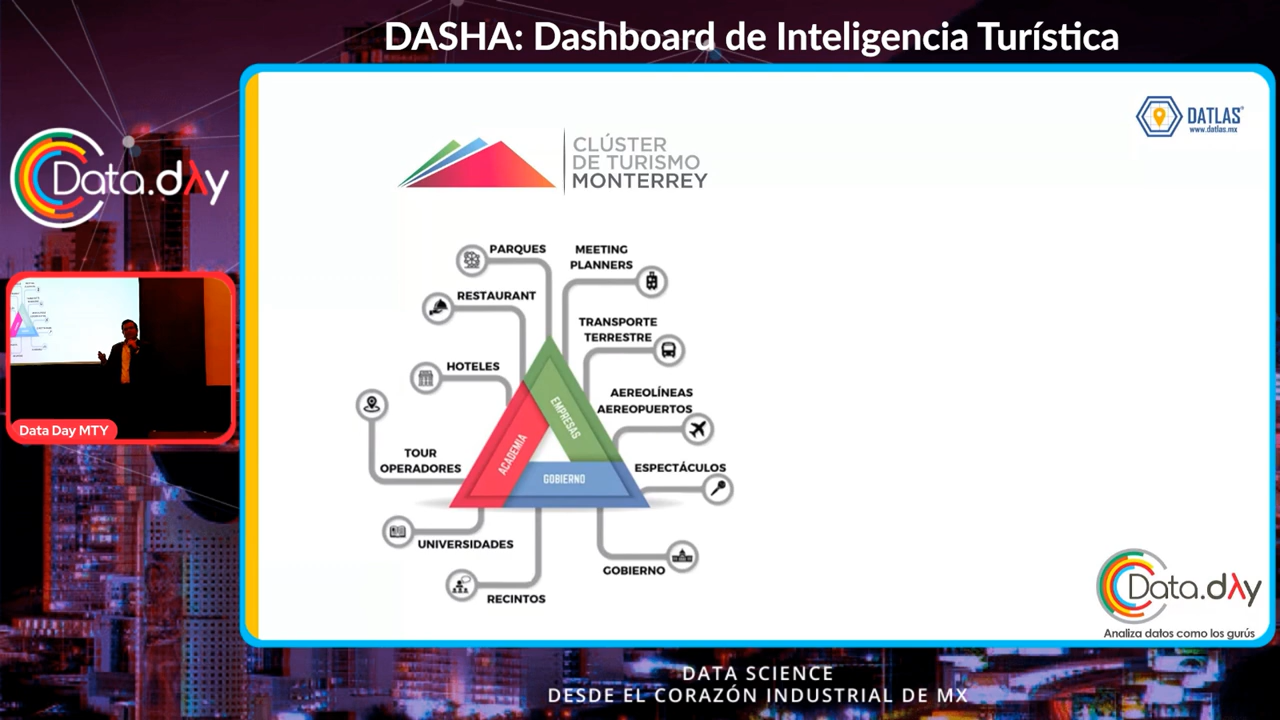 DASHA: Dashboard de Inteligencia Turística
DATLAS
www.datlas.mx
Data.day
CLÚSTER
DE TURISMO
MONTERREY
PARQUES
MEETING
PLANNERS
RESTAURANT
TRANSPORTE
TERRESTRE
HOTELES
AEREOLÍNEAS
AEREOPUERTOS
EMPRESAS
ACADEMIA
GOBIERNO
TOUR
OPERADORES
ESPECTÁCULOS
UNIVERSIDADES
GOBIERNO
RECINTOS
Data Day MTY
Data.day
Analiza datos como los gurús
DATA SCIENCE
DESDE EL CORAZÓN INDUSTRIAL DE MX